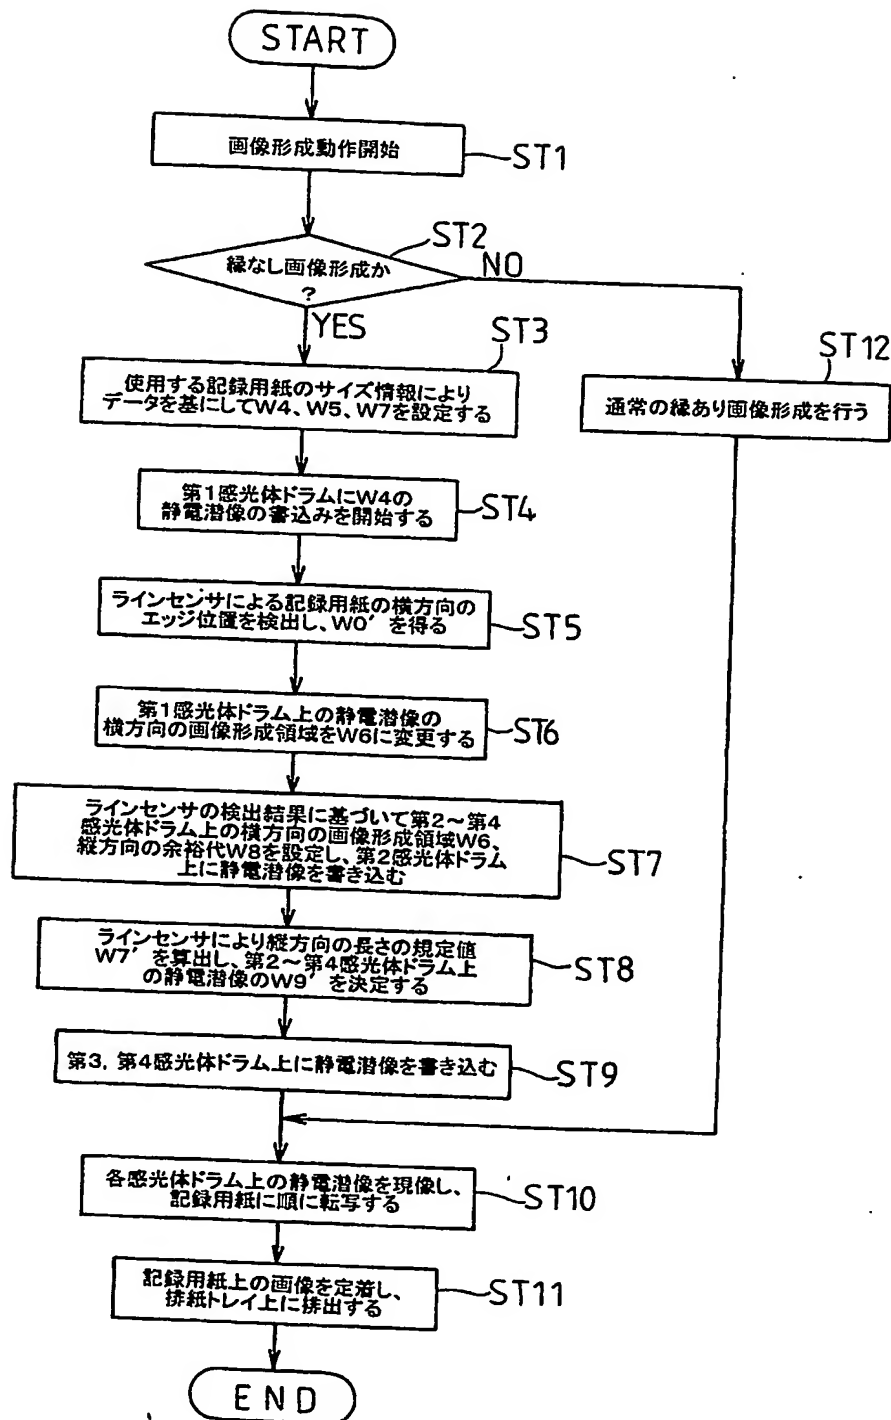 START
画像形成動作開始
ST1
ST2
縁なし画像形成か
?
NO
YES
ST3
使用する記録用紙のサイズ情報により
データを基にしてW4、W5、W7を設定する
ST12
通常の縁あり画像形成を行う
第1感光体ドラムにW4の
静電潜像の書込みを開始する
ST4
ラインセンサによる記録用紙の横方向の
エッジ位置を検出し、W0′を得る
ST5
第1感光体ドラム上の静電潜像の
横方向の画像形成領域をW6に変更する
ST6
ラインセンサの検出結果に基づいて第2～第4
感光体ドラム上の横方向の画像形成領域W6、
縦方向の余裕代W8を設定し、第2感光体ドラム
上に静電潜像を書き込む
ST7
ラインセンサにより縦方向の長さの規定値
W7′を算出し、第2～第4感光体ドラム上
の静電潜像のW9′を決定する
ST8
第3，第4感光体ドラム上に静電潜像を書き込む
ST9
各感光体ドラム上の静電潜像を現像し、
記録用紙に順に転写する
ST10
記録用紙上の画像を定着し、
排紙トレイ上に排出する
ST11
END